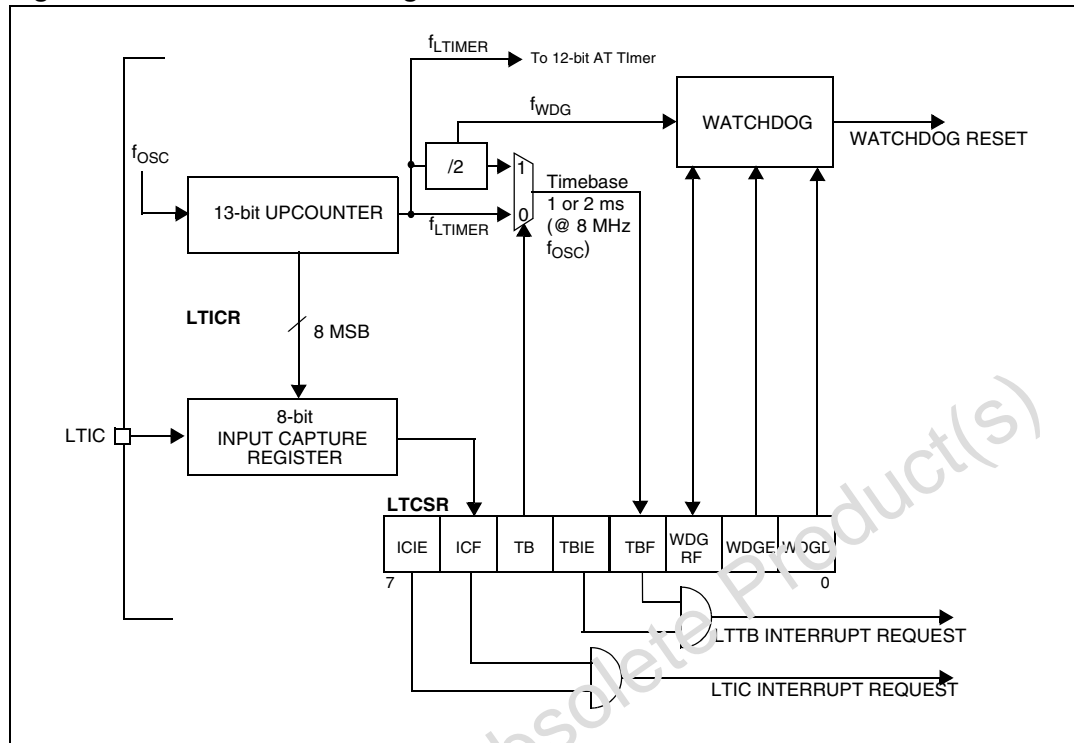 fLTIMER
To 12-bit AT TImer
fWDG
WATCHDOG
WATCHDOG RESET
fOSC
/2
1
0
Timebase
1 or 2 ms
(@ 8 MHz
fOSC)
13-bit UPCOUNTER
fLTIMER
LTICR
8 MSB
LTIC
8-bit
INPUT CAPTURE
REGISTER
LTCSR
ICIE ICF TB TBIE TBF WDG RF WDGE WDGD
7 0
LTTB INTERRUPT REQUEST
LTIC INTERRUPT REQUEST
bsolete Product(s)